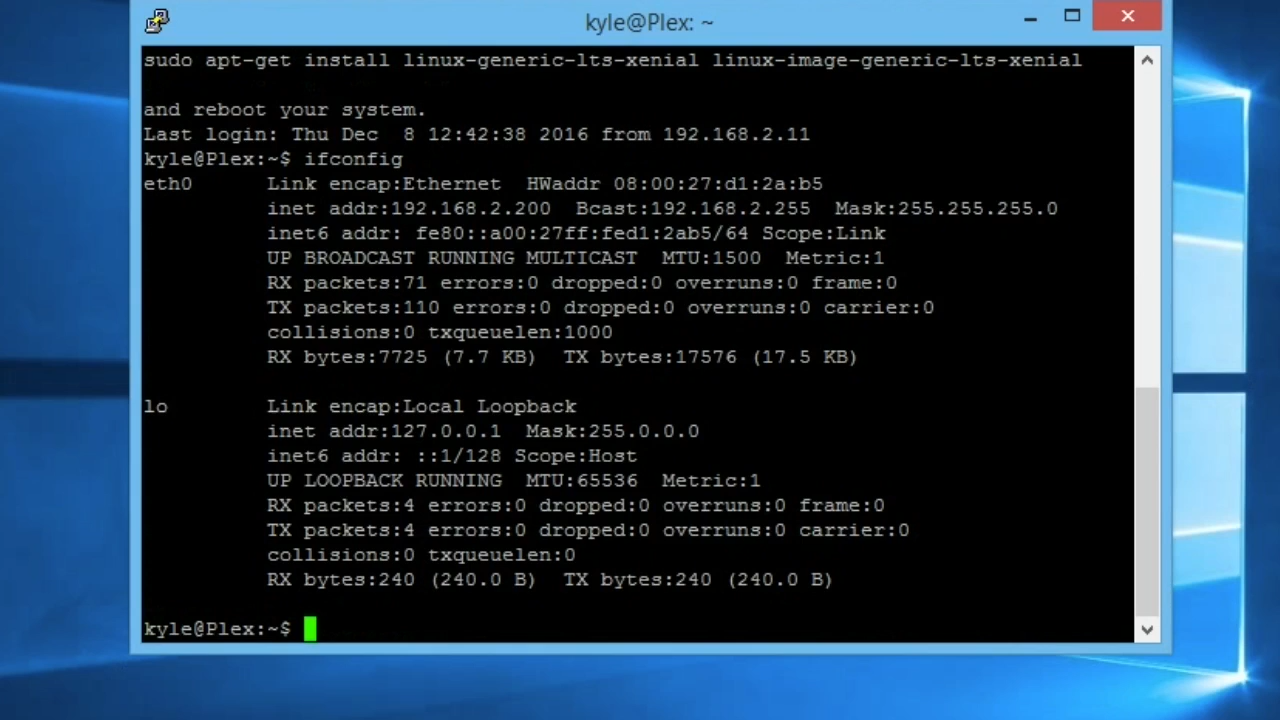 kyle@Plex: ~
sudo apt-get install linux-generic-lts-xenial linux-image-generic-lts-xenial
and reboot your system.
Last login: Thu Dec  8 12:42:38 2016 from 192.168.2.11
kyle@Plex:~$ ifconfig
eth0      Link encap:Ethernet  HWaddr 08:00:27:d1:2a:b5
          inet addr:192.168.2.200  Bcast:192.168.2.255  Mask:255.255.255.0
          inet6 addr: fe80::a00:27ff:fed1:2ab5/64 Scope:Link
          UP BROADCAST RUNNING MULTICAST  MTU:1500  Metric:1
          RX packets:71 errors:0 dropped:0 overruns:0 frame:0
          TX packets:110 errors:0 dropped:0 overruns:0 carrier:0
          collisions:0 txqueuelen:1000
          RX bytes:7725 (7.7 KB)  TX bytes:17576 (17.5 KB)
lo        Link encap:Local Loopback
          inet addr:127.0.0.1  Mask:255.0.0.0
          inet6 addr: ::1/128 Scope:Host
          UP LOOPBACK RUNNING  MTU:65536  Metric:1
          RX packets:4 errors:0 dropped:0 overruns:0 frame:0
          TX packets:4 errors:0 dropped:0 overruns:0 carrier:0
          collisions:0 txqueuelen:0
          RX bytes:240 (240.0 B)  TX bytes:240 (240.0 B)
kyle@Plex:~$